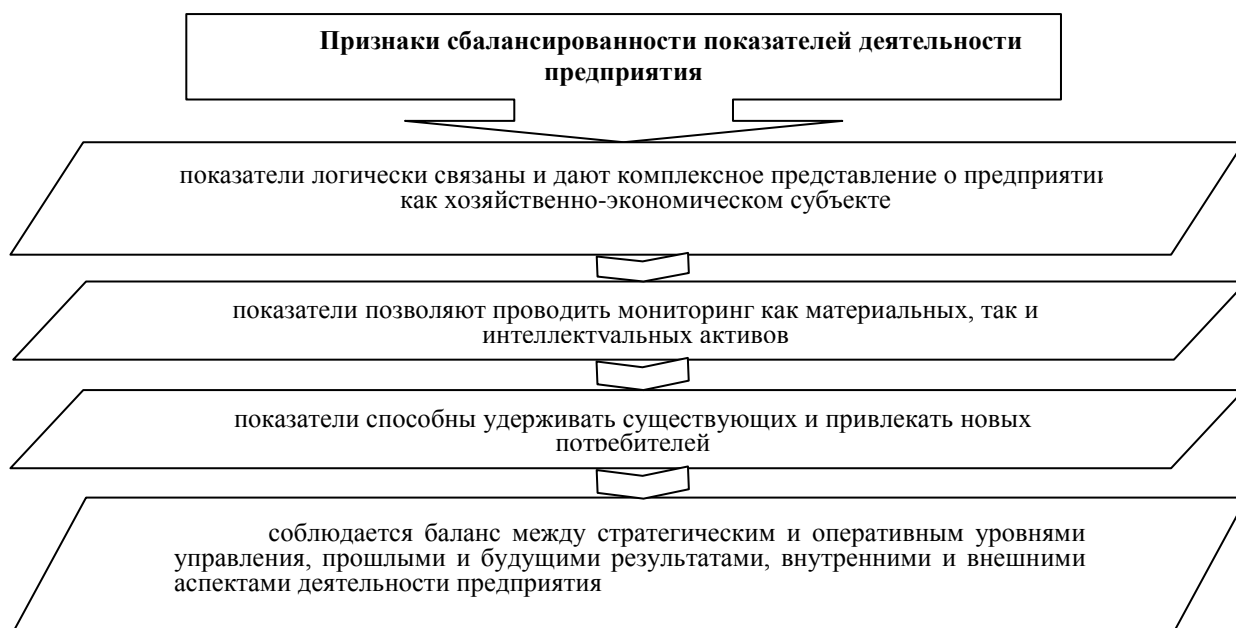 Признаки сбалансированности показателей деятельности
предприятия
показатели логически связаны и дают комплексное представление о предприятии
как хозяйственно-экономическом субъекте
показатели позволяют проводить мониторинг как материальных, так и
интеллектуальных активов
показатели способны удерживать существующих и привлекать новых
потребителей
соблюдается баланс между стратегическим и оперативным уровнями
управления, прошлыми и будущими результатами, внутренними и внешними
аспектами деятельности предприятия